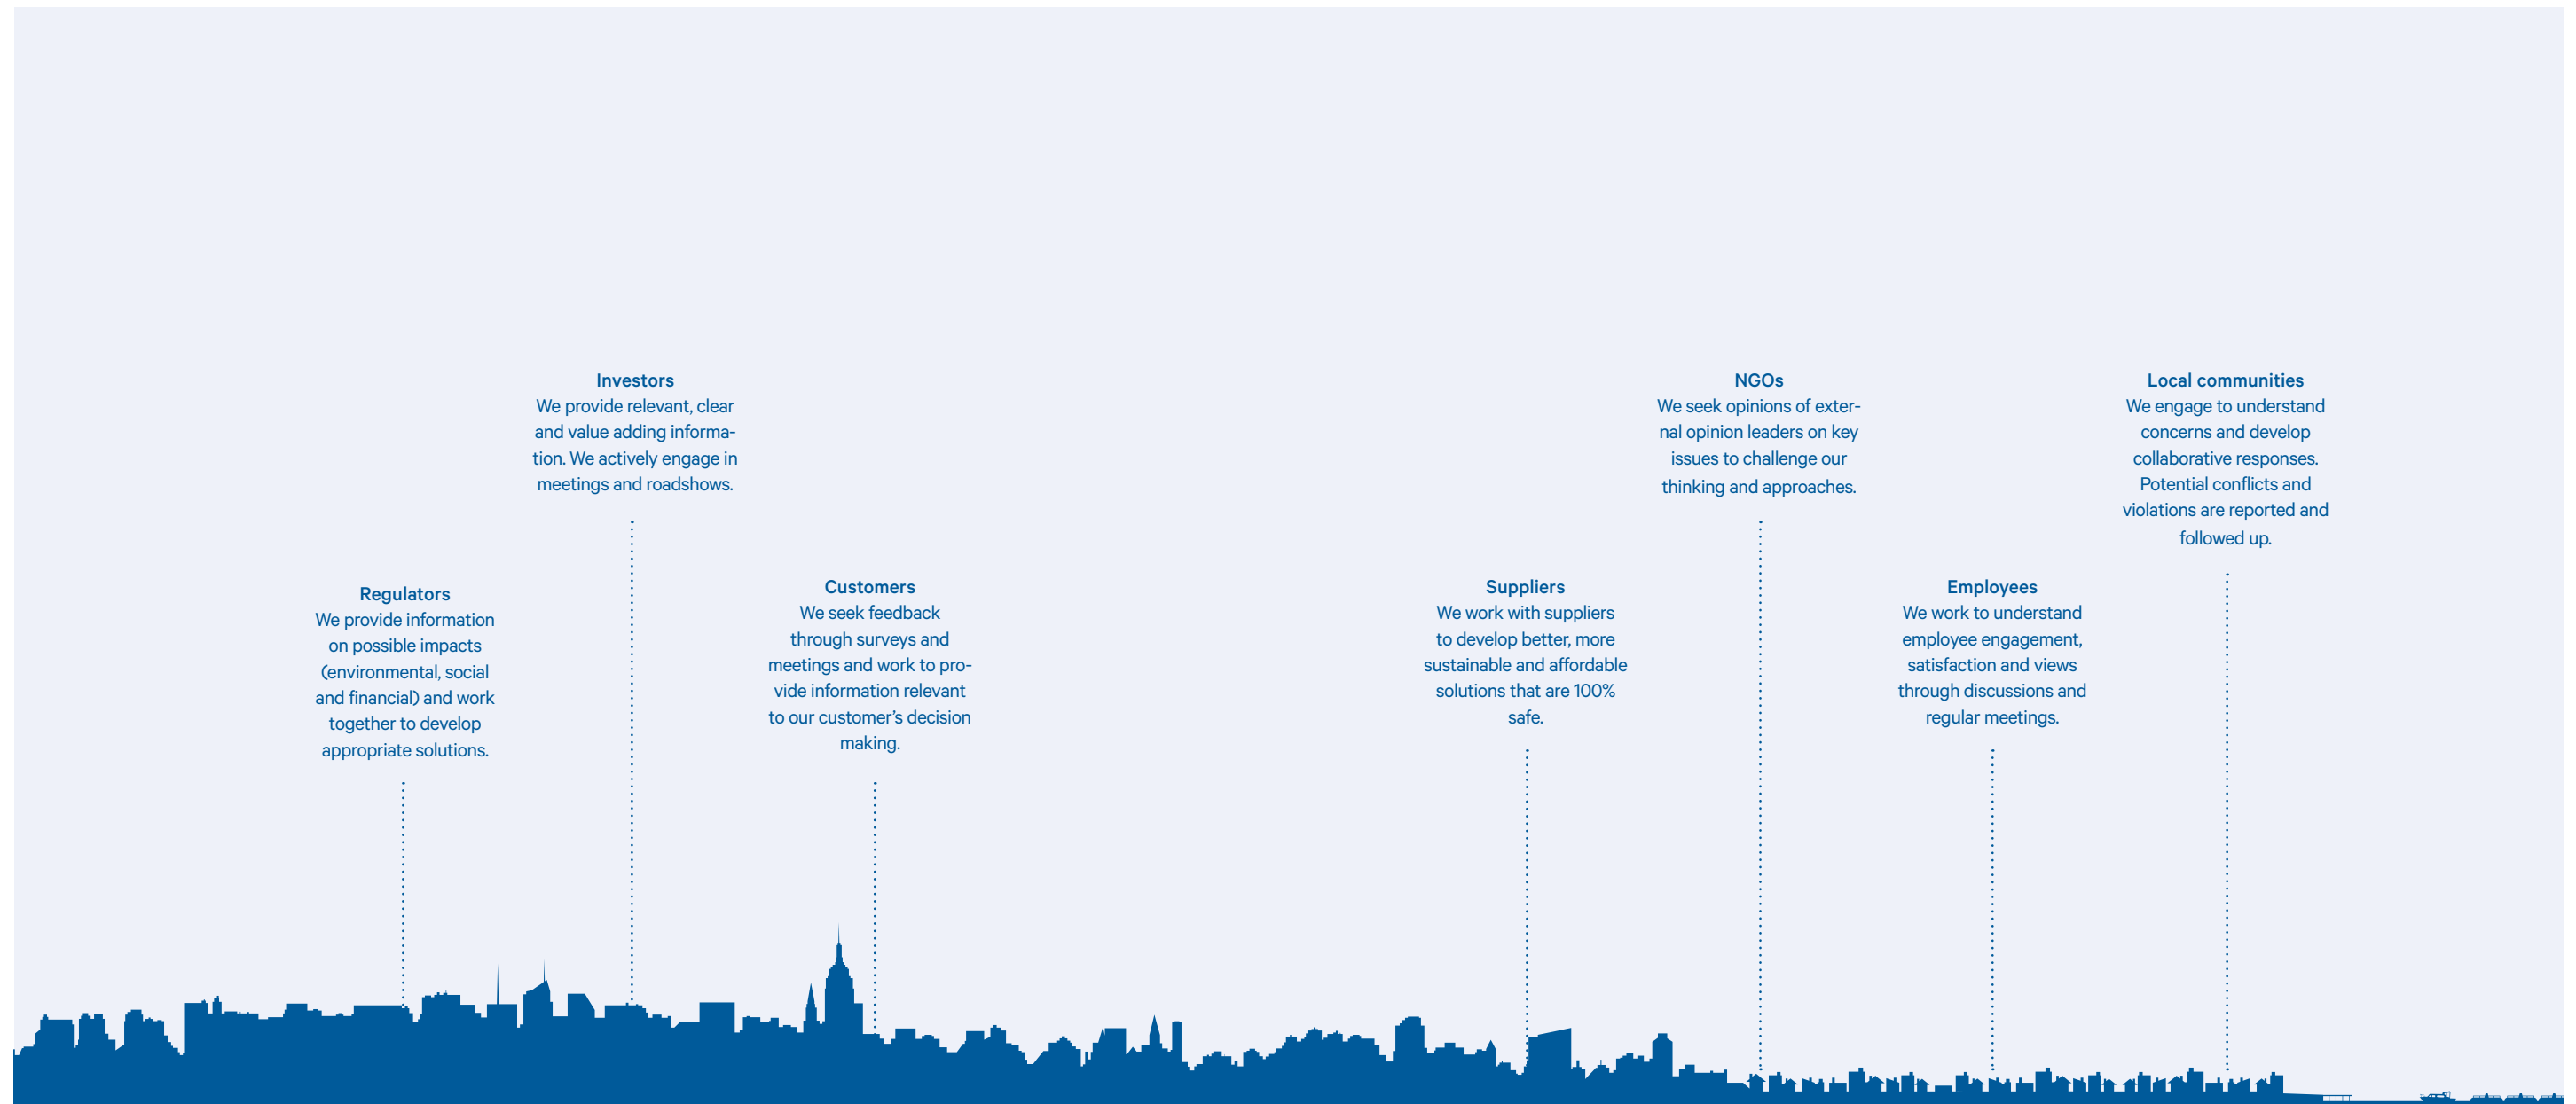 Regulators
We provide information
on possible impacts
(environmental, social
and financial) and work
together to develop
appropriate solutions.
Investors
We provide relevant, clear
and value adding informa-
tion. We actively engage in
meetings and roadshows.
Customers
We seek feedback
through surveys and
meetings and work to pro-
vide information relevant
to our customer’s decision
making.
Suppliers
We work with suppliers
to develop better, more
sustainable and affordable
solutions that are 100%
safe.
NGOs
We seek opinions of exter-
nal opinion leaders on key
issues to challenge our
thinking and approaches.
Employees
We work to understand
employee engagement,
satisfaction and views
through discussions and
regular meetings.
Local communities
We engage to understand
concerns and develop
collaborative responses.
Potential conflicts and
violations are reported and
followed up.